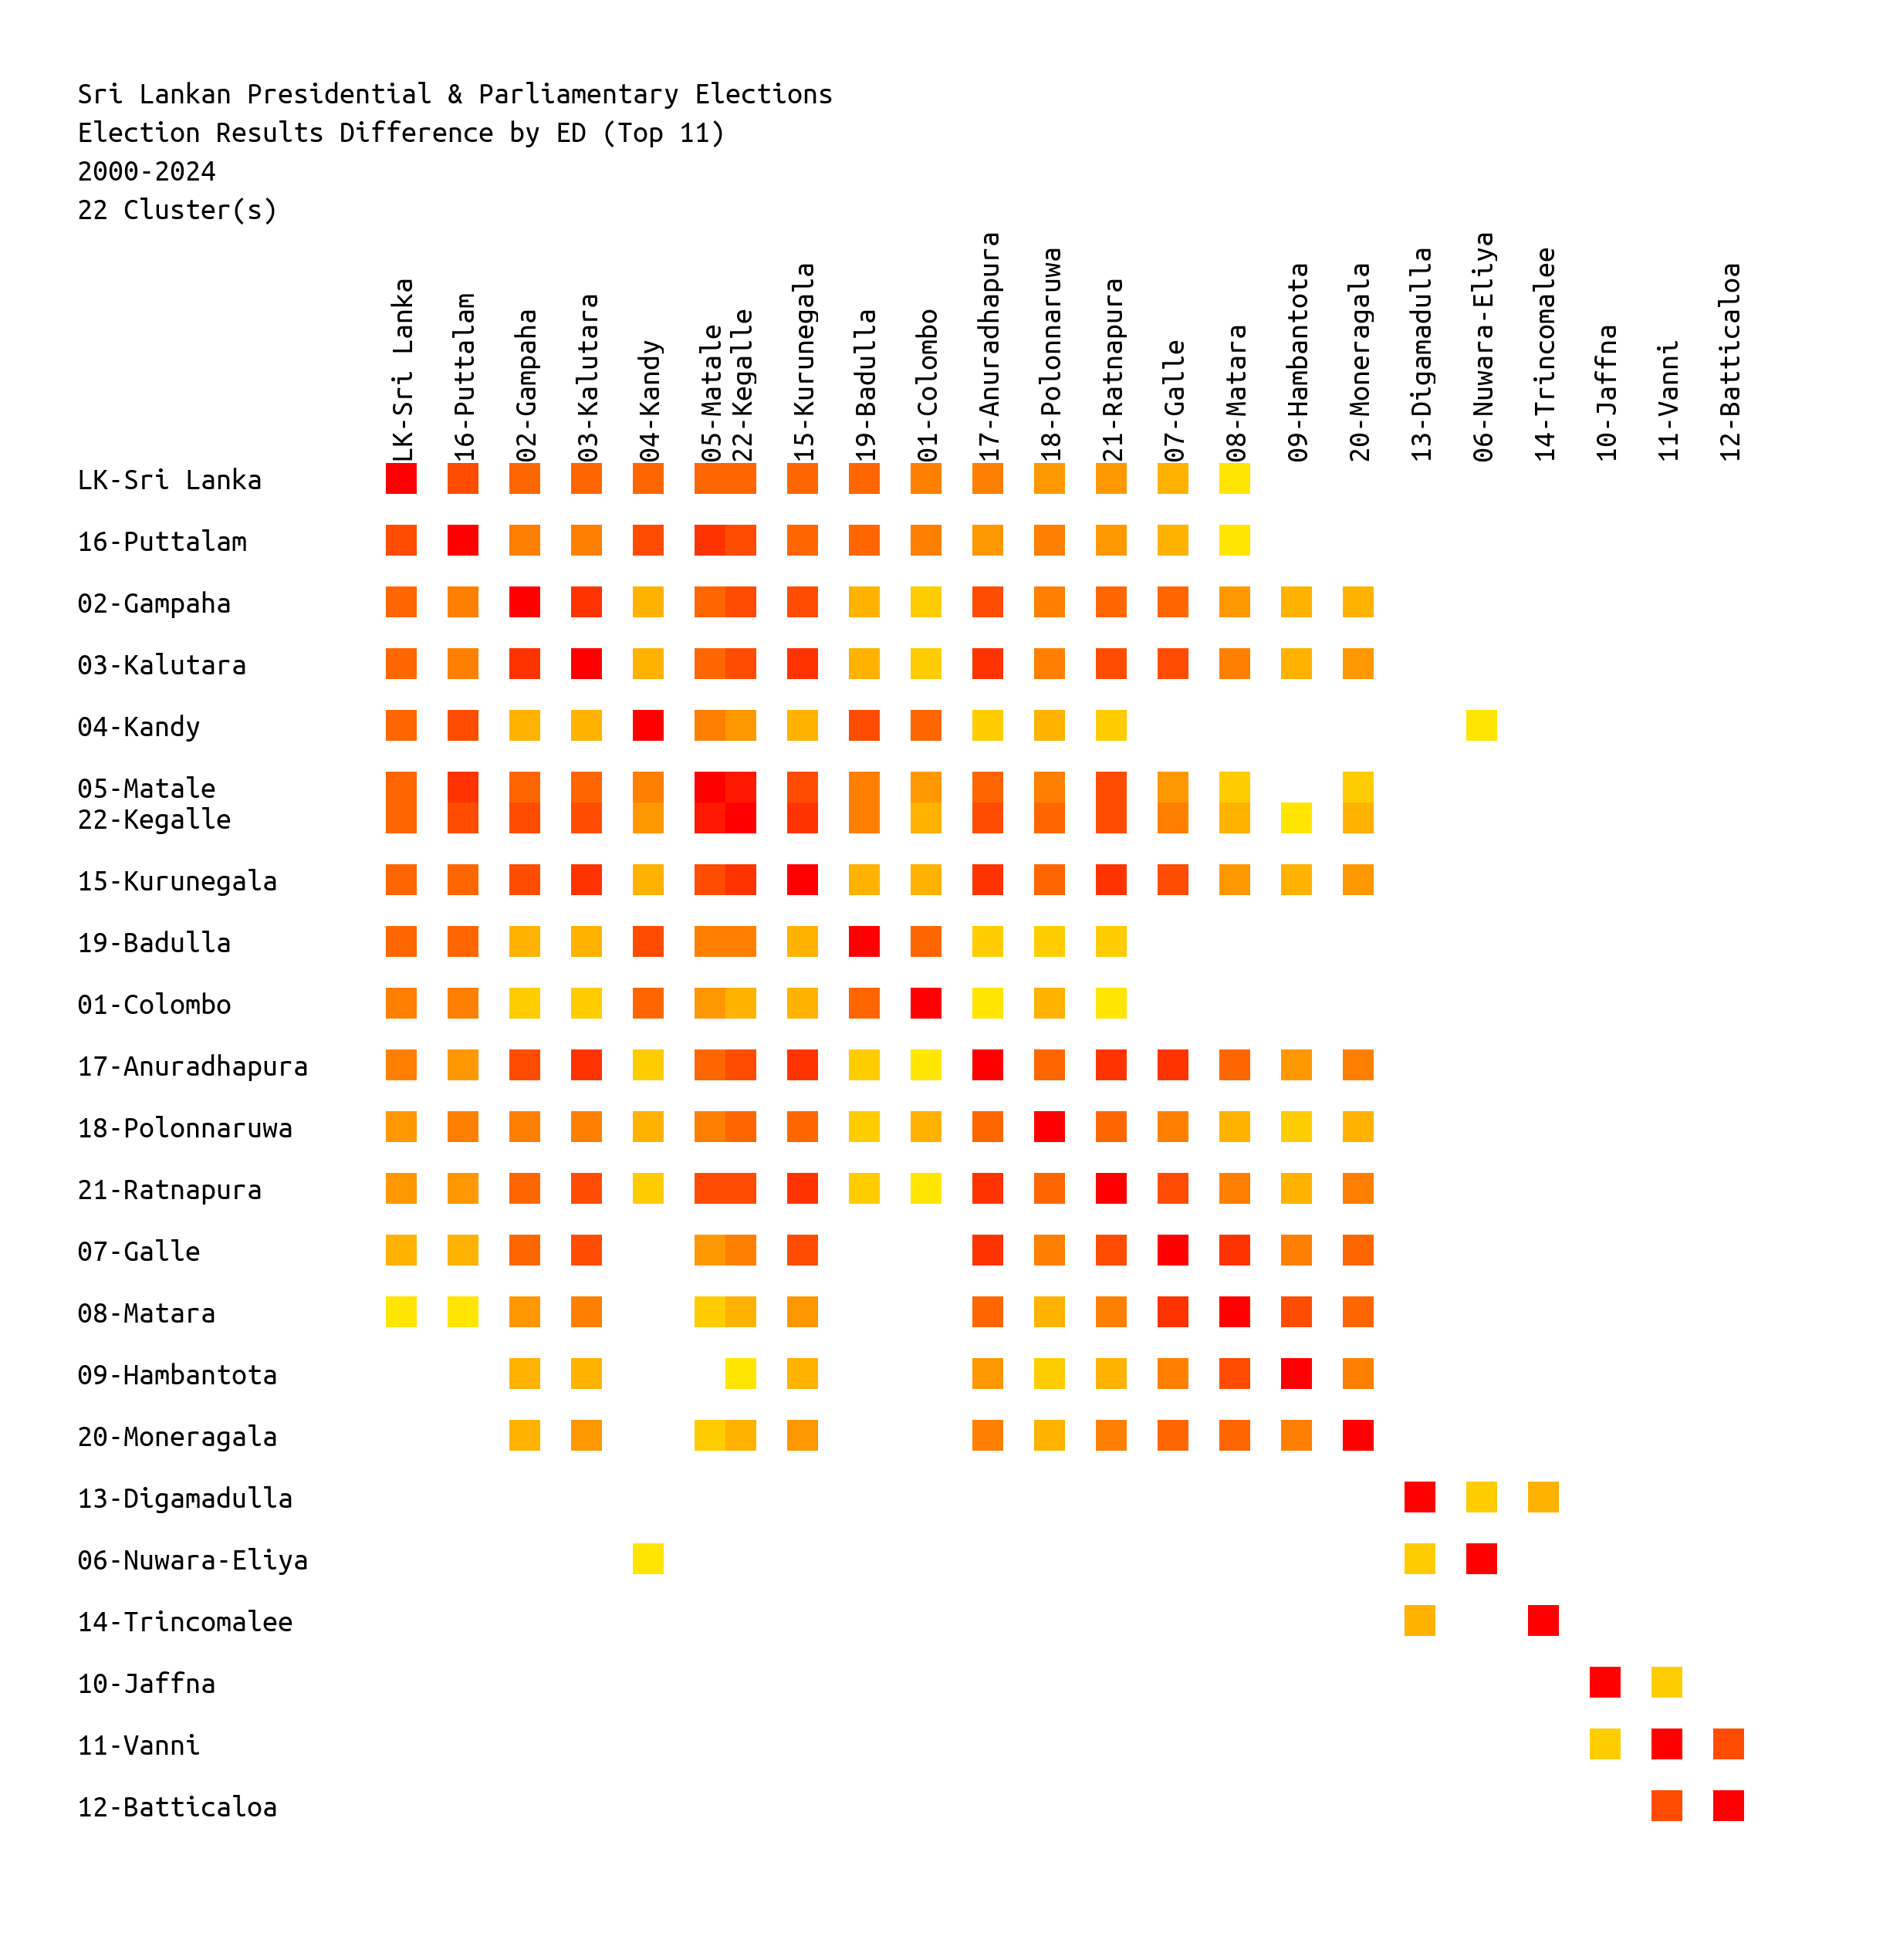 Sri Lankan Presidential & Parliamentary Elections
Election Results Difference by ED (Top 11)
2000-2024
22 Cluster(s)
LK-Sri Lanka
16-Puttalam
02-Gampaha
03-Kalutara
04-Kandy
05-Matale
22-Kegalle
15-Kurunegala
19-Badulla
01-Colombo
17-Anuradhapura
18-Polonnaruwa
21-Ratnapura
07-Galle
08-Matara
09-Hambantota
20-Moneragala
13-Digamadulla
06-Nuwara-Eliya
14-Trincomalee
10-Jaffna
11-Vanni
12-Batticaloa
LK-Sri Lanka
16-Puttalam
02-Gampaha
03-Kalutara
04-Kandy
05-Matale
22-Kegalle
15-Kurunegala
19-Badulla
01-Colombo
17-Anuradhapura
18-Polonnaruwa
21-Ratnapura
07-Galle
08-Matara
09-Hambantota
20-Moneragala
13-Digamadulla
06-Nuwara-Eliya
14-Trincomalee
10-Jaffna
11-Vanni
12-Batticaloa